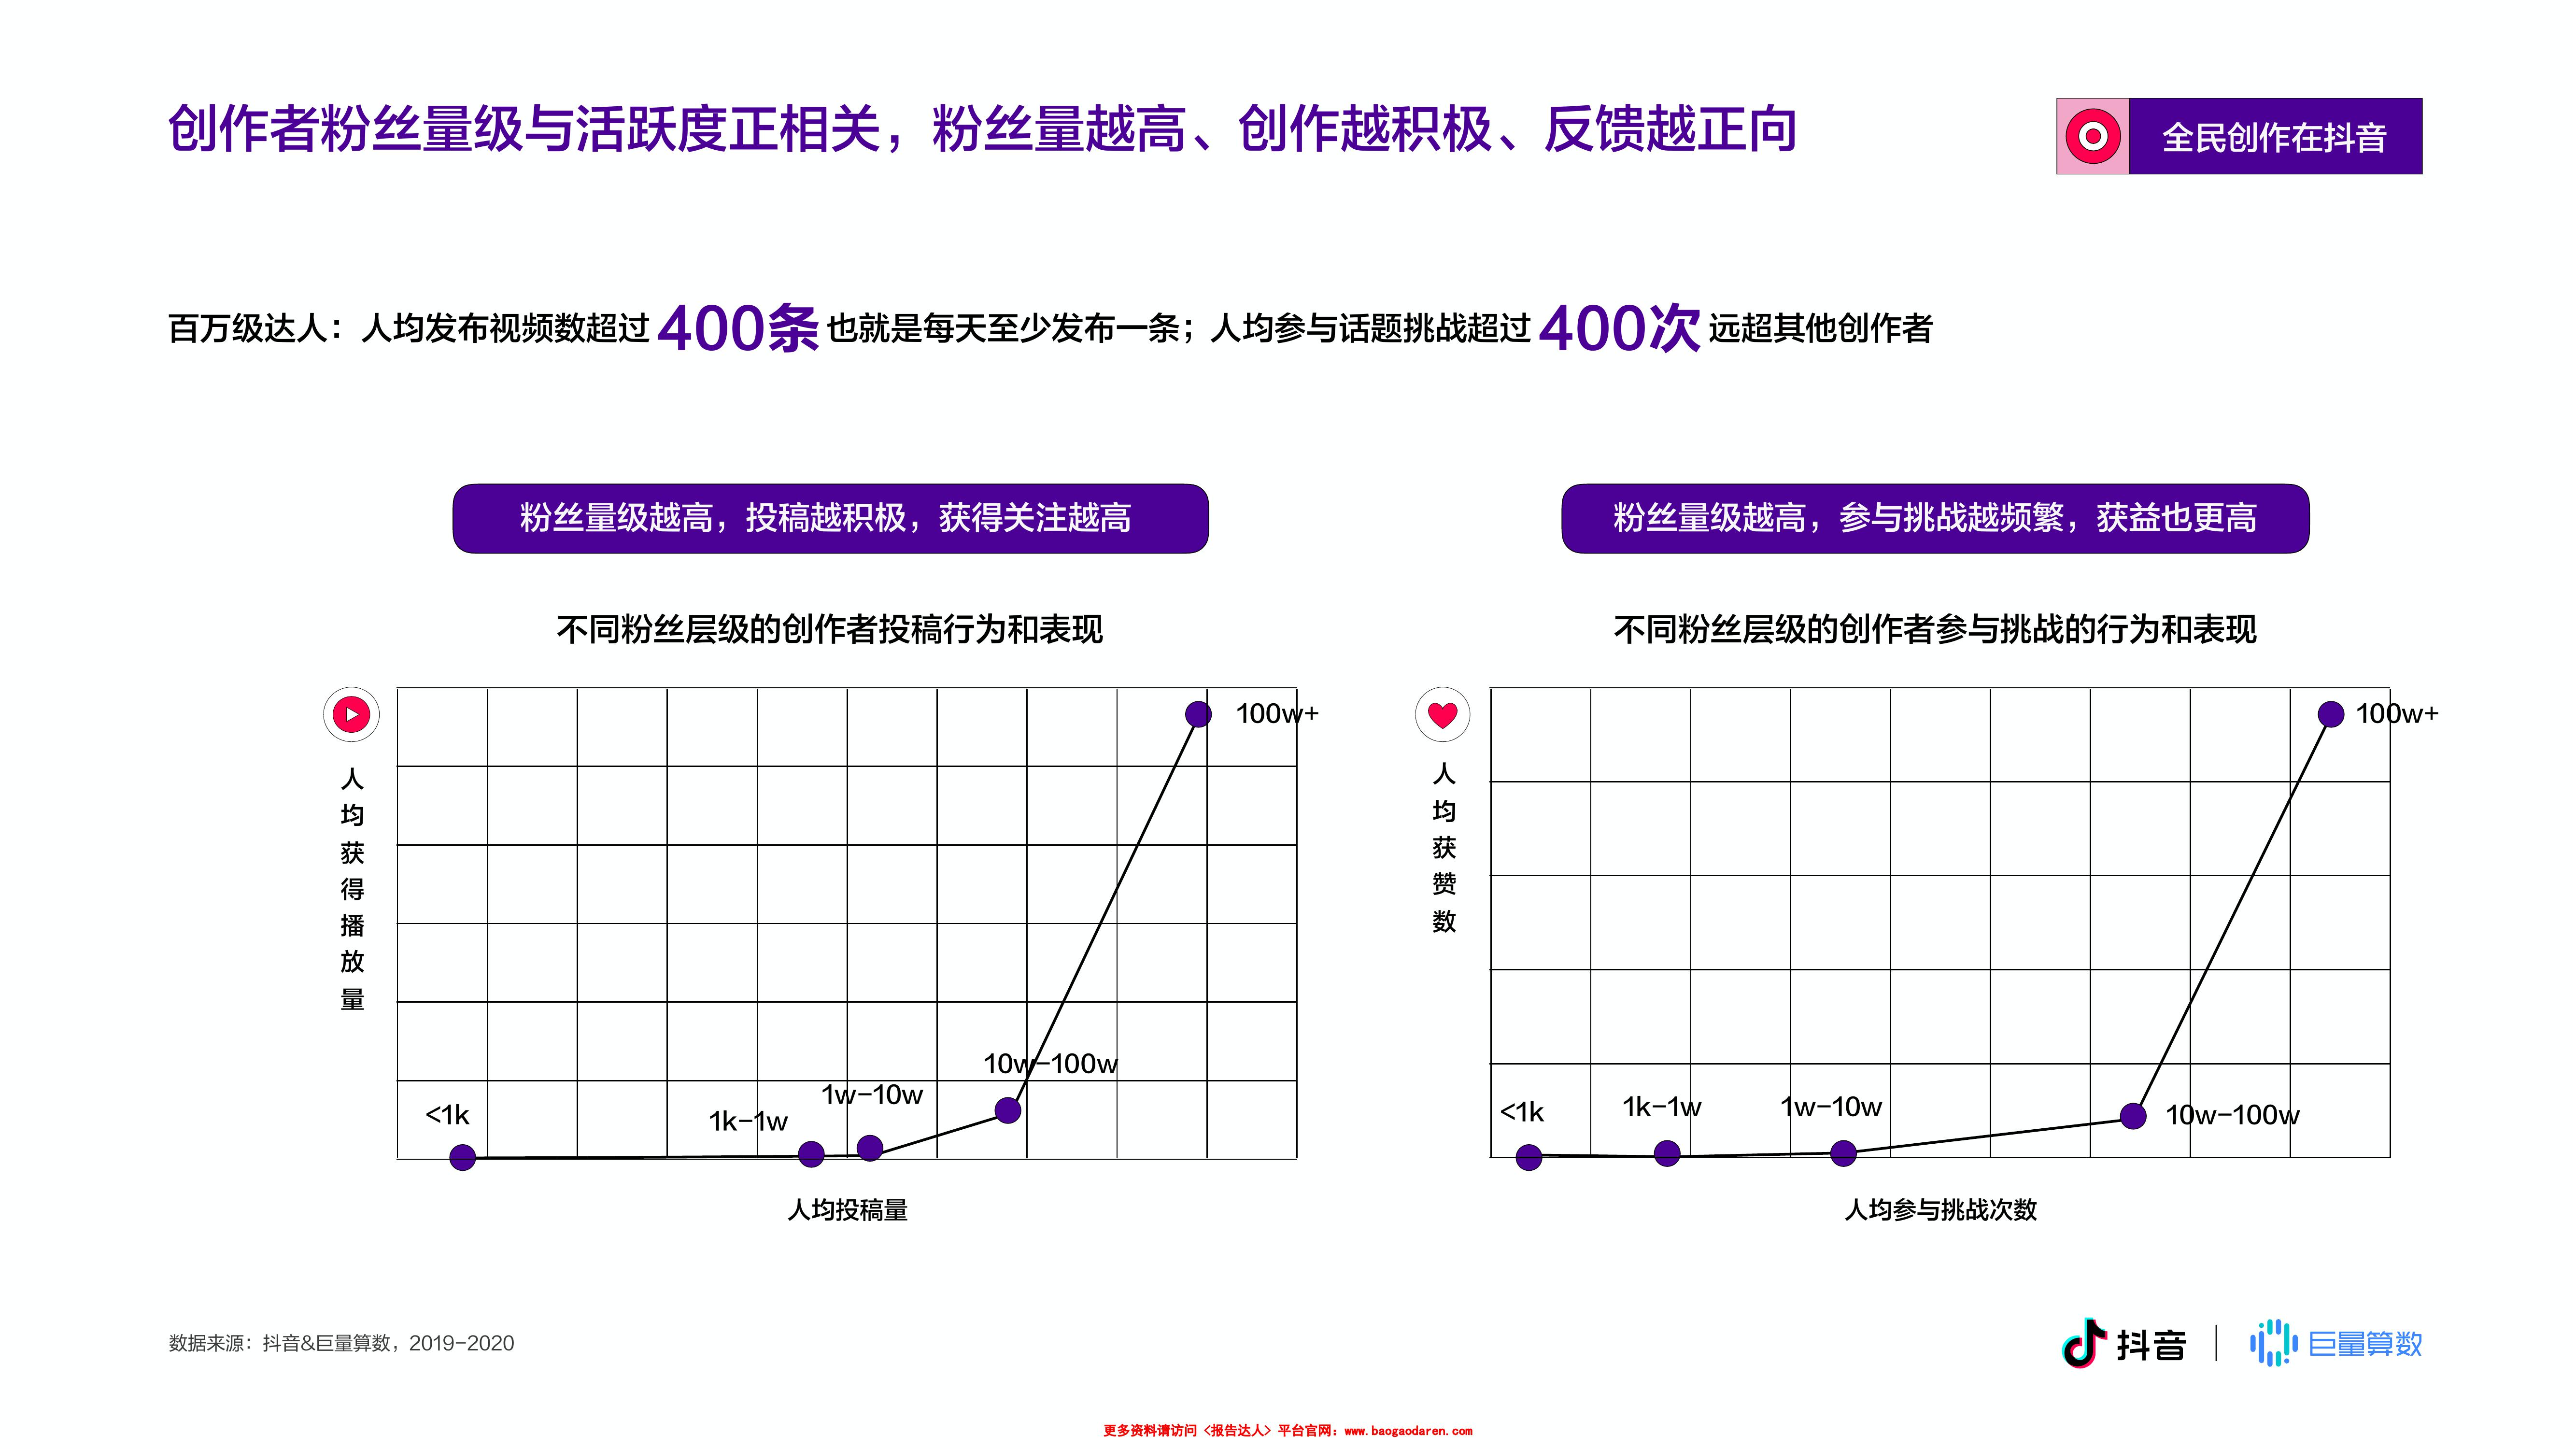 创作者粉丝量级与活跃度正相关，粉丝量越高、创作越积极、反馈越正向
全民创作在抖音
百万级达人：人均发布视频数超过400条也就是每天至少发布一条；人均参与话题挑战超过400次远超其他创作者
粉丝量级越高，投稿越积极，获得关注越高
不同粉丝层级的创作者投稿行为和表现
人均获得播放量
100w+
10w-100w
1w-10w
1k-1w
<1k
人均投稿量
粉丝量级越高，参与挑战越频繁，获益也更高
不同粉丝层级的创作者参与挑战的行为和表现
人均获赞数
100w+
<1k
1k-1w
1w-10w
10w-100w
人均参与挑战次数
数据来源：抖音&巨量算数，2019-2020
抖音
巨量算数
更多资料请访问 <报告达人> 平台官网：www.baogaodaren.com